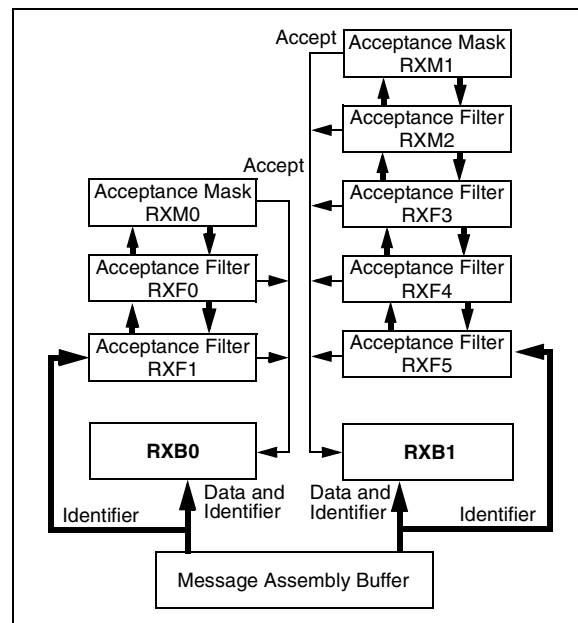 Accept
Acceptance Mask
RXM1
Acceptance Filter
RXM2
Accept
Acceptance Mask
RXM0
Acceptance Filter
RXF3
Acceptance Filter
RXF0
Acceptance Filter
RXF4
Acceptance Filter
RXF1
Acceptance Filter
RXF5
RXB0
RXB1
Identifier
Data and
Identifier
Data and
Identifier
Identifier
Message Assembly Buffer